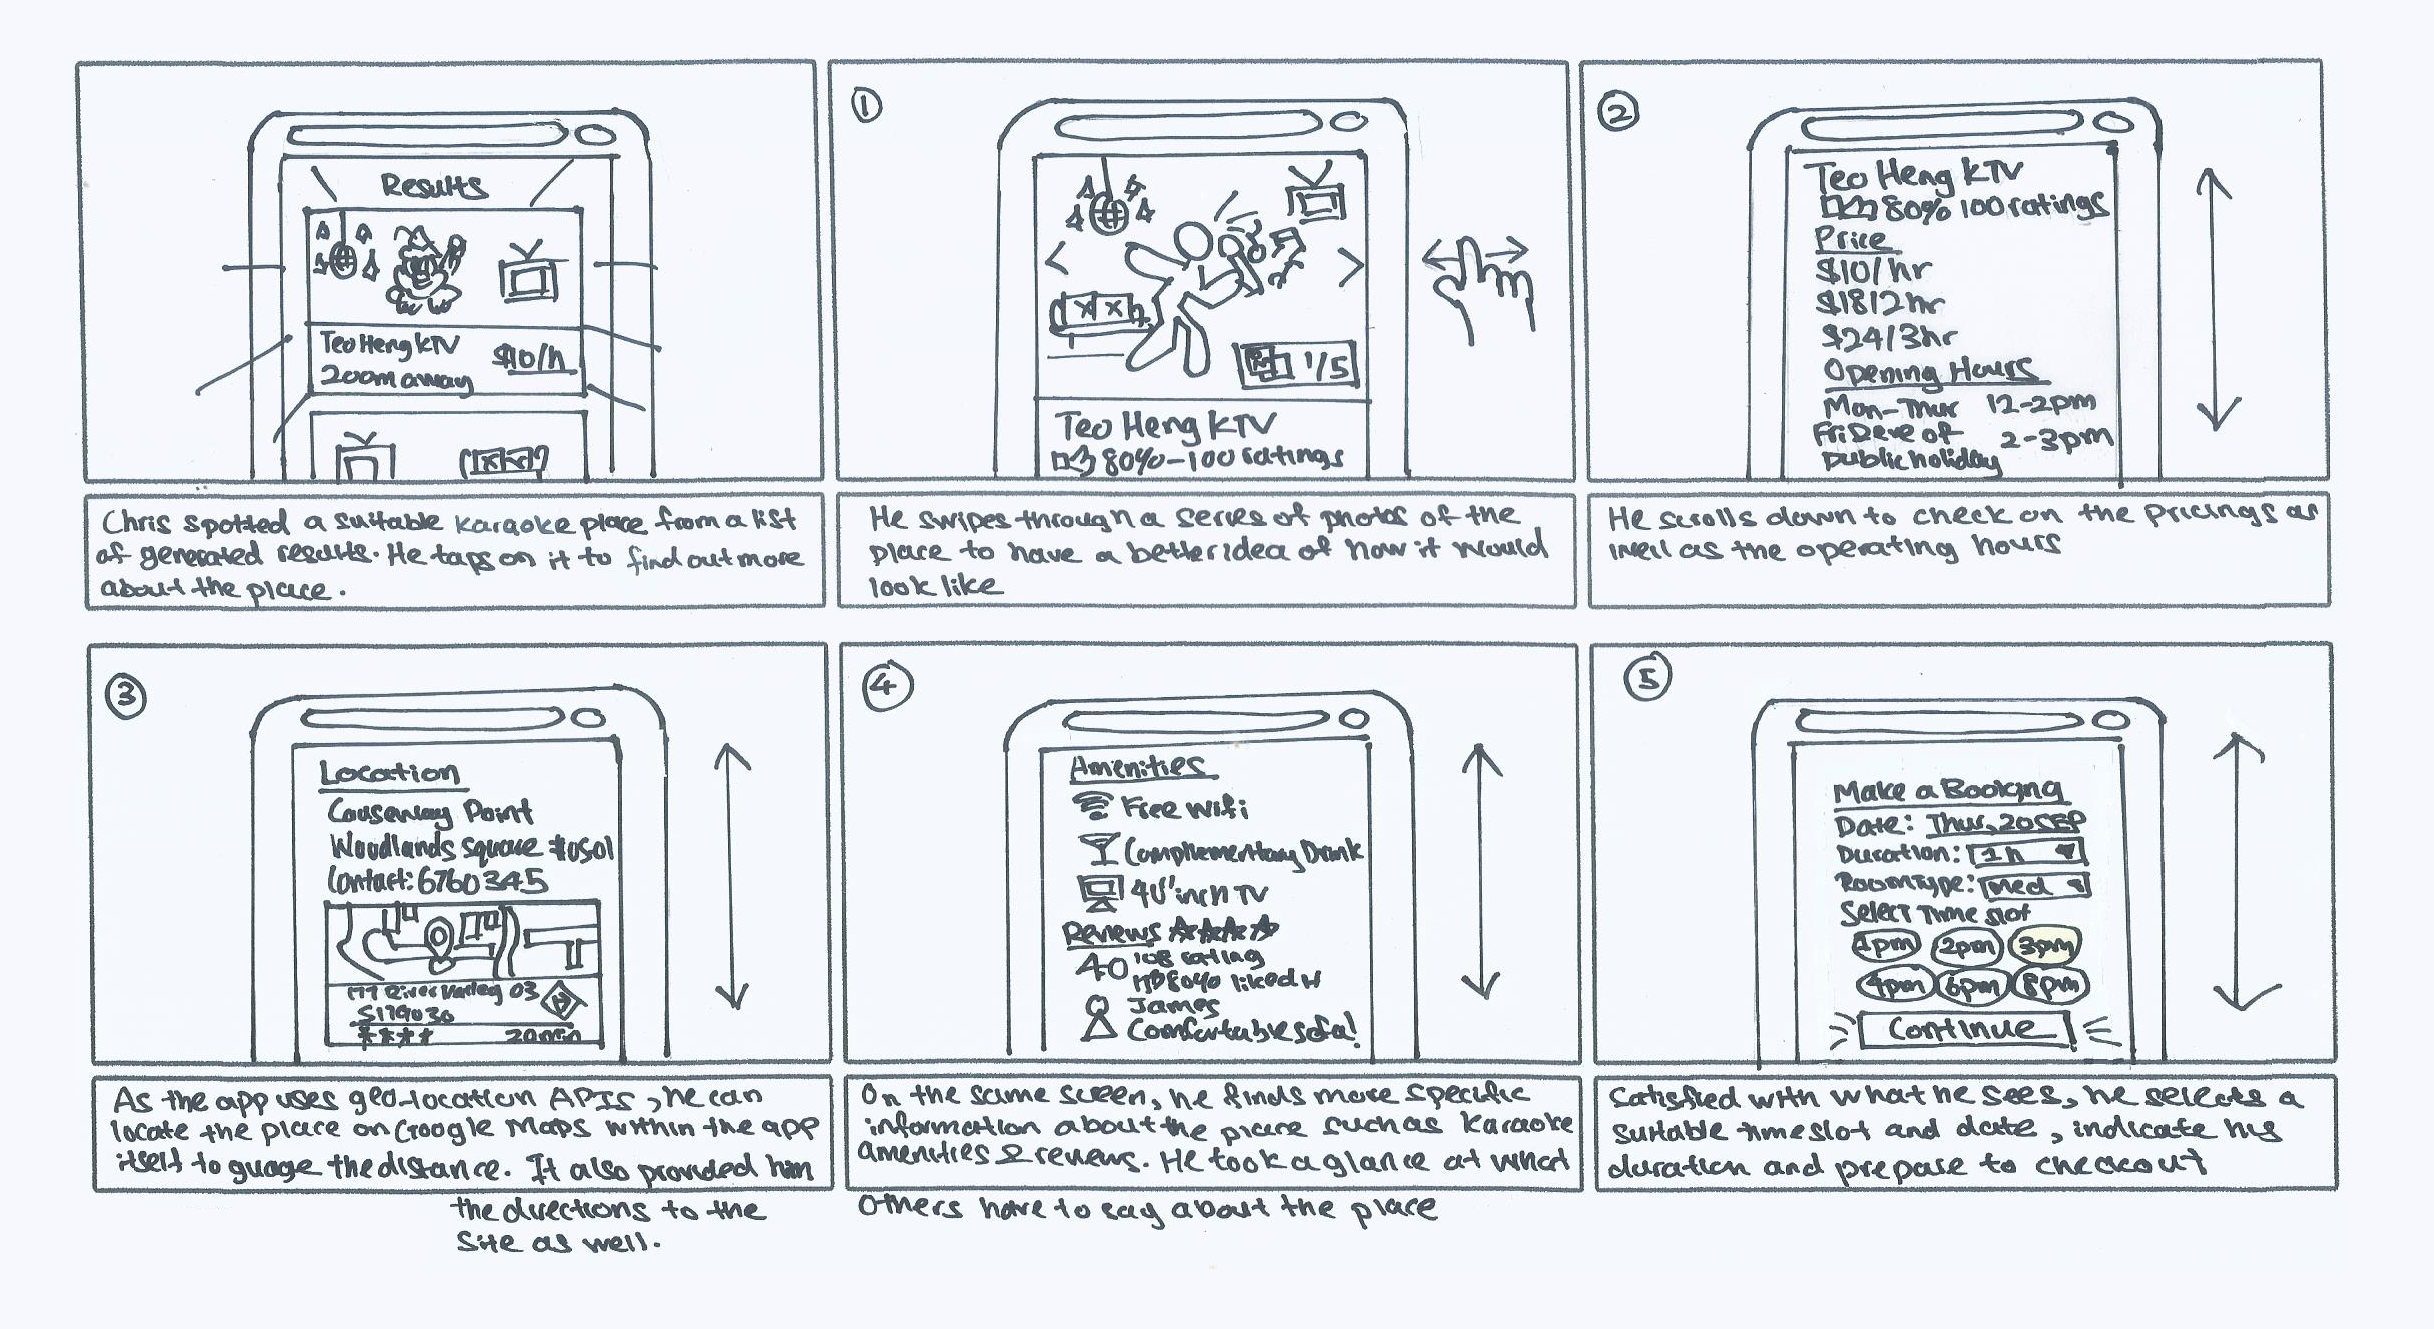 Results
Teo Heng KTV
$10/h
200m away
Chris spotted a suitable karaoke place from a list
of generated results. He taps on it to find out more
about the place.
1
1/5
Teo Heng KTV
80%-100 ratings
He swipes through a series of photos of the
place to have a better idea of how it would
look like
2
Teo Heng KTV
80% 100 ratings
Price
$10/hr
$18/2hr
$24/3hr
Opening Hours
Mon-Thur 12-2pm
Fri & eve of 2-3pm
public holiday
He scrolls down to check on the pricings as
well as the operating hours
3
Location
Causeway Point
Woodlands square #0501
Contact: 6760345
River Valley 03
S179030
20min
As the app uses geo-location APIs, he can
locate the place on Google Maps within the app
itself to guage the distance. It also provided him
the directions to the
site as well.
4
Amenities
Free Wifi
Complementary Drink
40" inch TV
Reviews
4.0 108 rating
80% liked it
James
Comfortable sofa!
On the same screen, he finds more specific
information about the place such as karaoke
amenities & reviews. He took a glance at what
others have to say about the place
5
Make a Booking
Date: Thur, 20 SEP
Duration: 1h
Room type: Med
Select Time slot
1pm 2pm 3pm
4pm 6pm 8pm
Continue
Satisfied with what he sees, he selects a
suitable timeslot and date, indicate his
duration and prepare to checkout